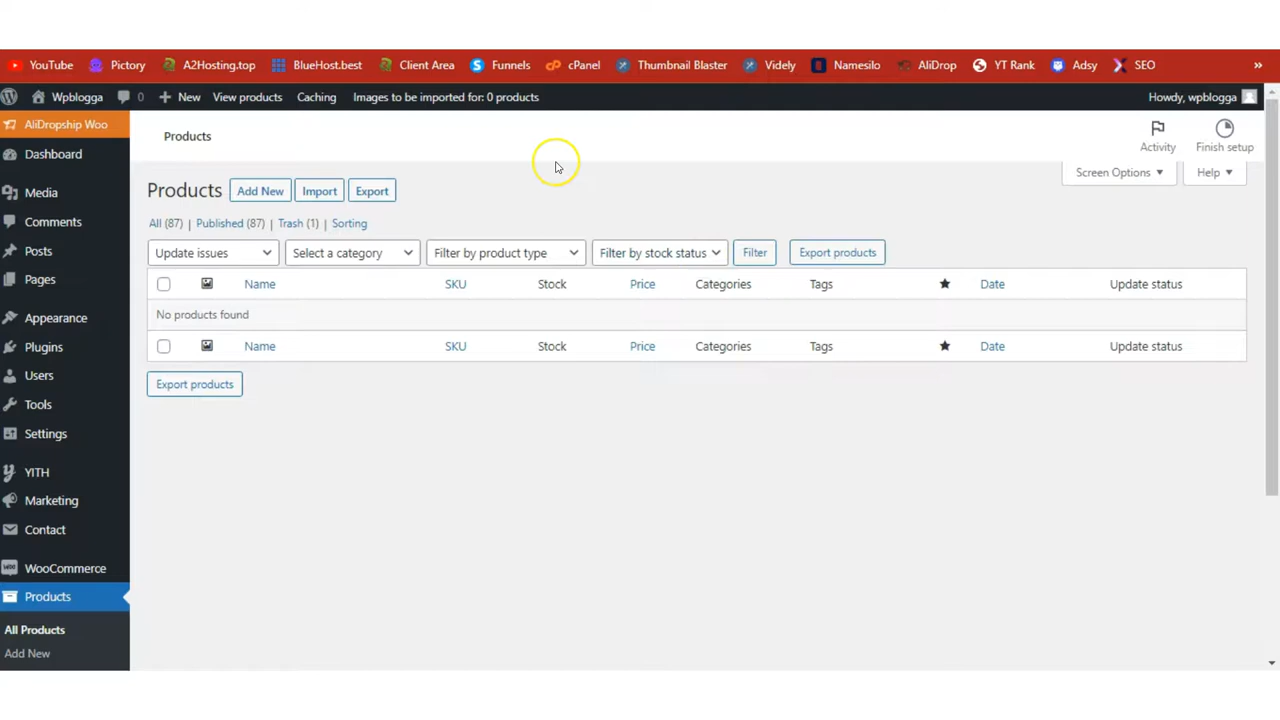 YouTube Pictory A2Hosting.top BlueHost.best Client Area Funnels cPanel Thumbnail Blaster Videly Namesilo AliDrop YT Rank Adsy SEO »
Wpblogga 0 + New View products Caching Images to be imported for: 0 products Howdy, wpblogga
AliDropship Woo
Dashboard
Media
Comments
Posts
Pages
Appearance
Plugins
Users
Tools
Settings
YITH
Marketing
Contact
WooCommerce
Products
All Products
Add New
Products
Activity
Finish setup
Screen Options Help
Products Add New Import Export
All (87) | Published (87) | Trash (1) | Sorting
Update issues Select a category Filter by product type Filter by stock status Filter Export products
Name SKU Stock Price Categories Tags Date Update status
No products found
Name SKU Stock Price Categories Tags Date Update status
Export products